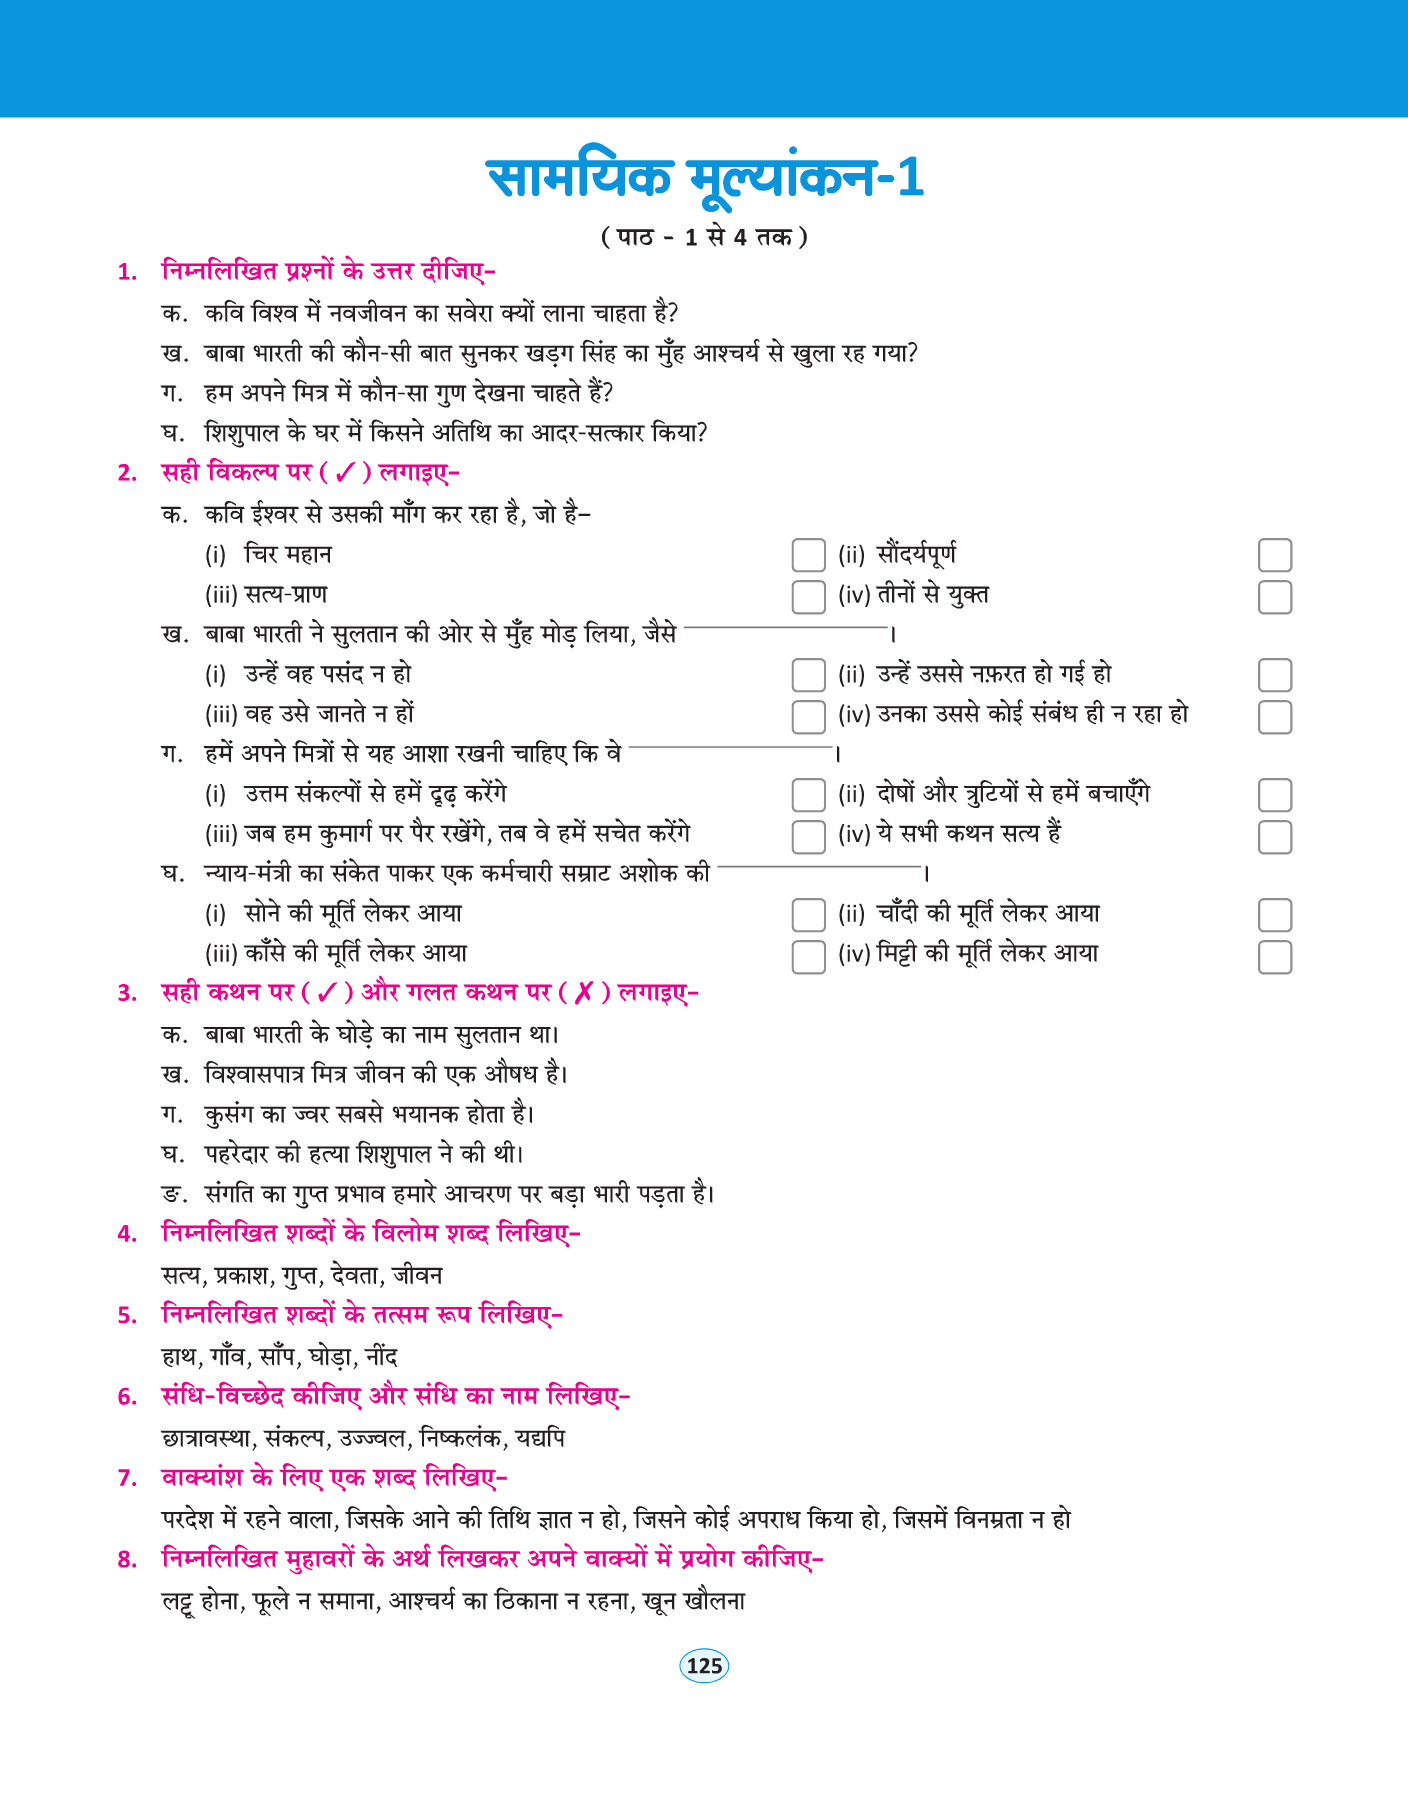 सामयिक मूल्यांकन-1
( पाठ - 1 से 4 तक )
1. निम्नलिखित प्रश्नों के उत्तर दीजिए–
क. कवि विश्व में नवजीवन का सवेरा क्यों लाना चाहता है?
ख. बाबा भारती की कौन-सी बात सुनकर खड़ग सिंह का मुँह आश्चर्य से खुला रह गया?
ग. हम अपने मित्र में कौन-सा गुण देखना चाहते हैं?
घ. शिशुपाल के घर में किसने अतिथि का आदर-सत्कार किया?
2. सही विकल्प पर ( ✓ ) लगाइए–
क. कवि ईश्वर से उसकी माँग कर रहा है, जो है–
(i) चिर महान (ii) सौंदर्यपूर्ण
(iii) सत्य-प्राण (iv) तीनों से युक्त
ख. बाबा भारती ने सुलतान की ओर से मुँह मोड़ लिया, जैसे ——————।
(i) उन्हें वह पसंद न हो (ii) उन्हें उससे नफ़रत हो गई हो
(iii) वह उसे जानते न हों (iv) उनका उससे कोई संबंध ही न रहा हो
ग. हमें अपने मित्रों से यह आशा रखनी चाहिए कि वे ——————।
(i) उत्तम संकल्पों से हमें दृढ़ करेंगे (ii) दोषों और त्रुटियों से हमें बचाएँगे
(iii) जब हम कुमार्ग पर पैर रखेंगे, तब वे हमें सचेत करेंगे (iv) ये सभी कथन सत्य हैं
घ. न्याय-मंत्री का संकेत पाकर एक कर्मचारी सम्राट अशोक की ——————।
(i) सोने की मूर्ति लेकर आया (ii) चाँदी की मूर्ति लेकर आया
(iii) काँसे की मूर्ति लेकर आया (iv) मिट्टी की मूर्ति लेकर आया
3. सही कथन पर ( ✓ ) और गलत कथन पर ( ✗ ) लगाइए–
क. बाबा भारती के घोड़े का नाम सुलतान था।
ख. विश्वासपात्र मित्र जीवन की एक औषध है।
ग. कुसंग का ज्वर सबसे भयानक होता है।
घ. पहरेदार की हत्या शिशुपाल ने की थी।
ङ. संगति का गुप्त प्रभाव हमारे आचरण पर बड़ा भारी पड़ता है।
4. निम्नलिखित शब्दों के विलोम शब्द लिखिए–
सत्य, प्रकाश, गुप्त, देवता, जीवन
5. निम्नलिखित शब्दों के तत्सम रूप लिखिए–
हाथ, गाँव, साँप, घोड़ा, नींद
6. संधि-विच्छेद कीजिए और संधि का नाम लिखिए–
छात्रावस्था, संकल्प, उज्ज्वल, निष्कलंक, यद्यपि
7. वाक्यांश के लिए एक शब्द लिखिए–
परदेश में रहने वाला, जिसके आने की तिथि ज्ञात न हो, जिसने कोई अपराध किया हो, जिसमें विनम्रता न हो
8. निम्नलिखित मुहावरों के अर्थ लिखकर अपने वाक्यों में प्रयोग कीजिए–
लट्टू होना, फूले न समाना, आश्चर्य का ठिकाना न रहना, खून खौलना
125